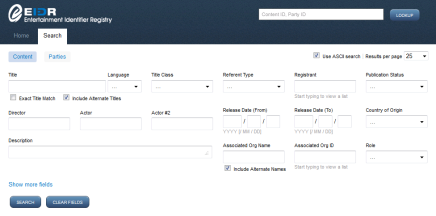 EIDR
Entertainment Identifier Registry
Content ID, Party ID
LOOKUP
Home Search
Content Parties
Use ASCII search Results per page 25
Title Language Title Class Referent Type Registrant Publication Status
... ... ... ...
Start typing to view a list
Exact Title Match Include Alternate Titles
Director Actor Actor #2 Release Date (From) Release Date (To) Country of Origin
/ / / / ...
YYYY [/ MM / DD] YYYY [/ MM / DD]
Description Associated Org Name Associated Org ID Role
...
Include Alternate Names Start typing to view a list
Show more fields
SEARCH CLEAR FIELDS